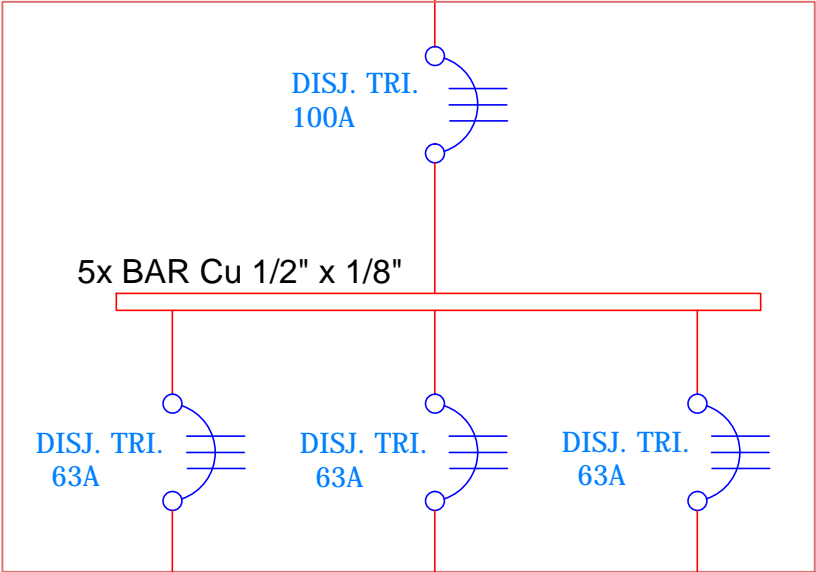 DISJ. TRI.
100A
5x BAR Cu 1/2" x 1/8"
DISJ. TRI.
63A
DISJ. TRI.
63A
DISJ. TRI.
63A